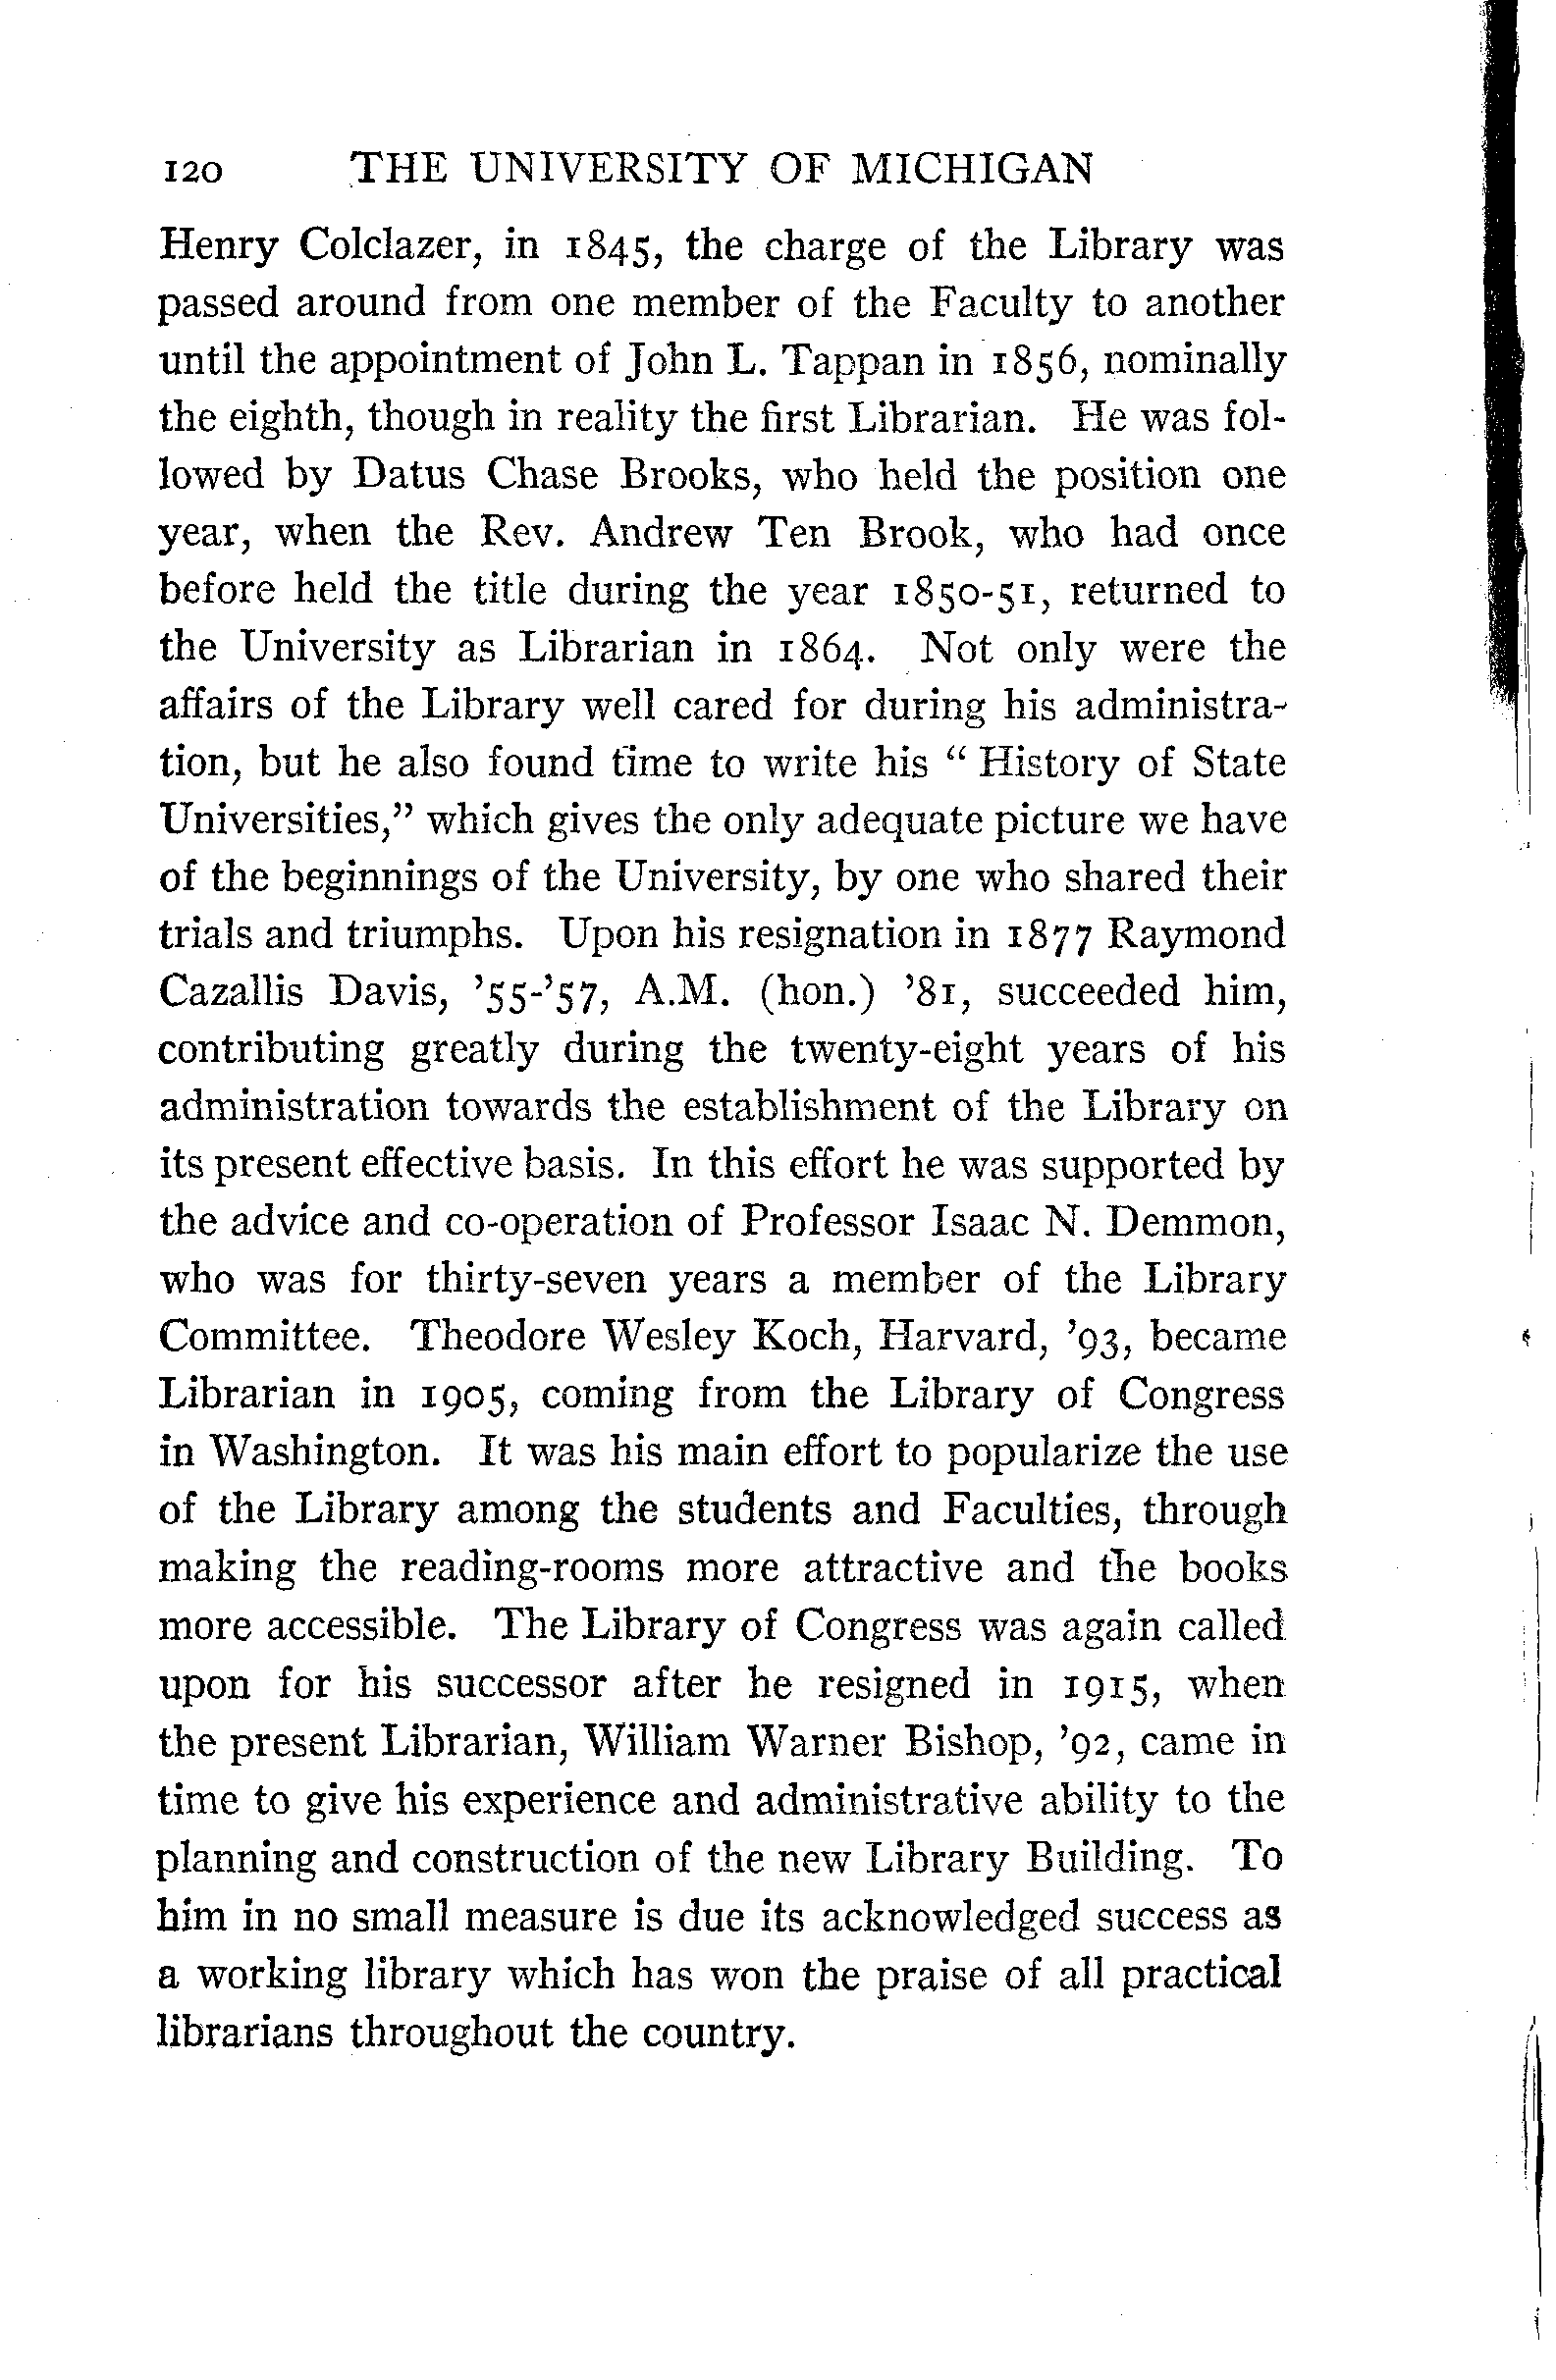 120 THE UNIVERSITY OF MICHIGAN
Henry Colclazer, in 1845, the charge of the Library was
passed around from one member of the Faculty to another
until the appointment of John L. Tappan in 1856, nominally
the eighth, though in reality the first Librarian. He was fol-
lowed by Datus Chase Brooks, who held the position one
year, when the Rev. Andrew Ten Brook, who had once
before held the title during the year 1850-51, returned to
the University as Librarian in 1864. Not only were the
affairs of the Library well cared for during his administra-
tion, but he also found time to write his “ History of State
Universities,” which gives the only adequate picture we have
of the beginnings of the University, by one who shared their
trials and triumphs. Upon his resignation in 1877 Raymond
Cazallis Davis, ’55-’57, A.M. (hon.) ’81, succeeded him,
contributing greatly during the twenty-eight years of his
administration towards the establishment of the Library on
its present effective basis. In this effort he was supported by
the advice and co-operation of Professor Isaac N. Demmon,
who was for thirty-seven years a member of the Library
Committee. Theodore Wesley Koch, Harvard, ’93, became
Librarian in 1905, coming from the Library of Congress
in Washington. It was his main effort to popularize the use
of the Library among the students and Faculties, through
making the reading-rooms more attractive and the books
more accessible. The Library of Congress was again called
upon for his successor after he resigned in 1915, when
the present Librarian, William Warner Bishop, ’92, came in
time to give his experience and administrative ability to the
planning and construction of the new Library Building. To
him in no small measure is due its acknowledged success as
a working library which has won the praise of all practical
librarians throughout the country.